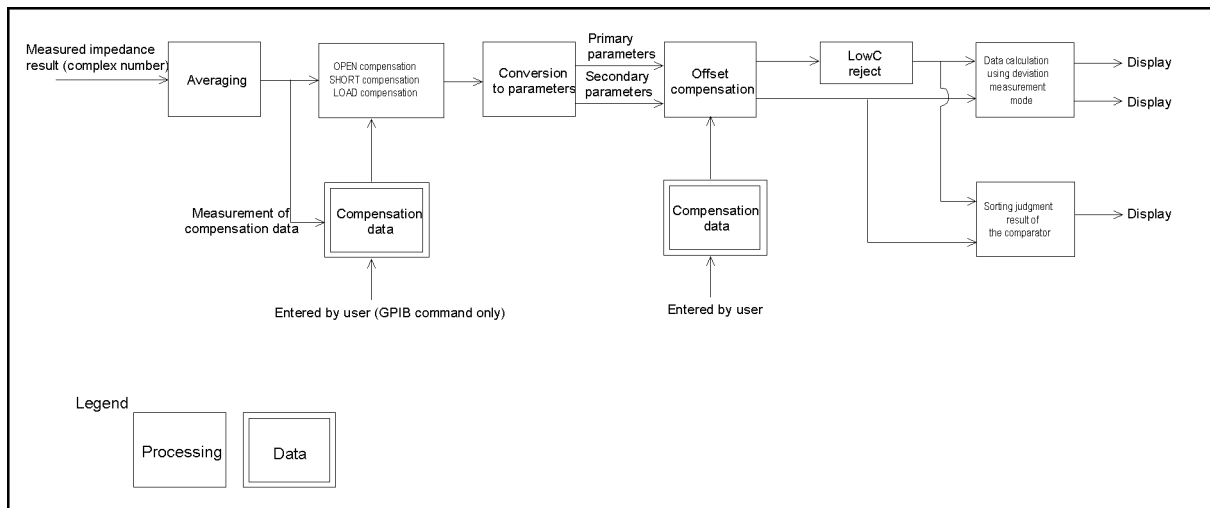 Measured impedance
result (complex number)
Averaging
OPEN compensation
SHORT compensation
LOAD compensation
Conversion
to parameters
Primary
parameters
Secondary
parameters
Offset
compensation
LowC
reject
Data calculation
using deviation
measurement
mode
Display
Display
Measurement of
compensation data
Compensation
data
Compensation
data
Sorting judgment
result of
the comparator
Display
Entered by user (GPIB command only)
Entered by user
Legend
Processing
Data